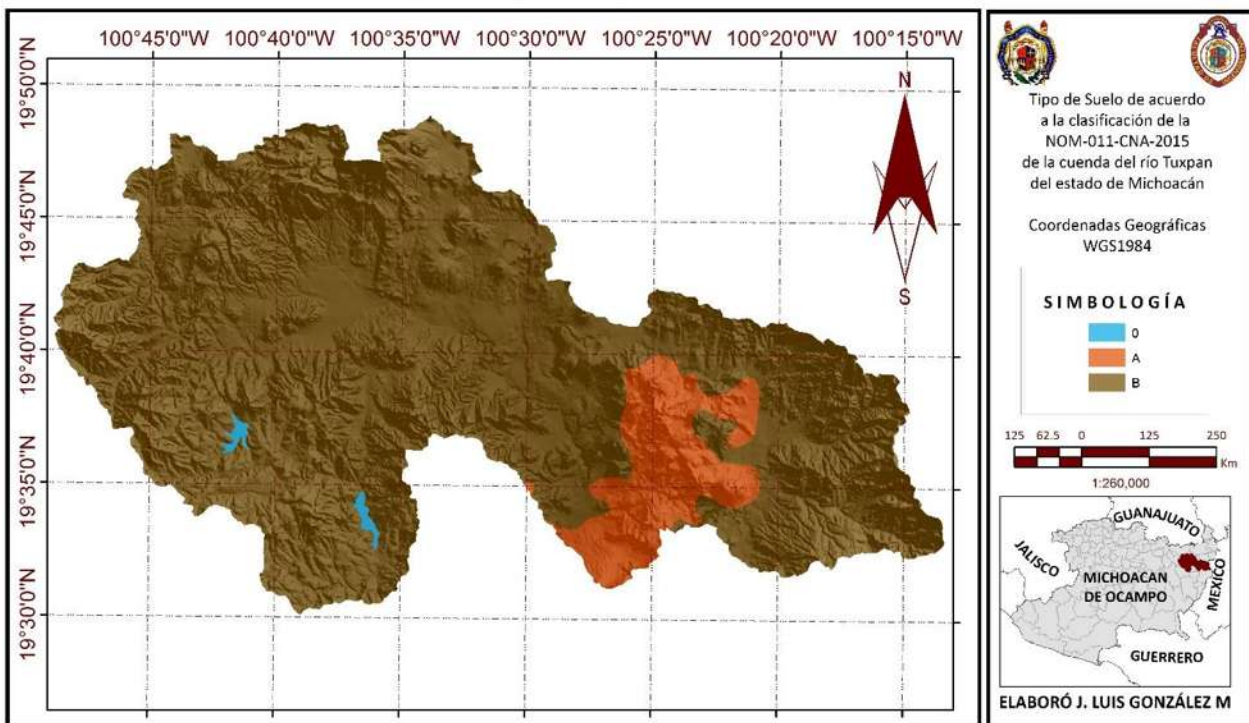 100°45'0"W 100°40'0"W 100°35'0"W 100°30'0"W 100°25'0"W 100°20'0"W 100°15'0"W
19°50'0"N
19°45'0"N
19°40'0"N
19°35'0"N
19°30'0"N
N
S
Tipo de Suelo de acuerdo
a la clasificación de la
NOM-011-CNA-2015
de la cuenda del río Tuxpan
del estado de Michoacán
Coordenadas Geográficas
WGS1984
SIMBOLOGÍA
0
A
B
125 62.5 0 125 250
Km
1:260,000
GUANAJUATO
JALISCO
MICHOACAN
DE OCAMPO
MEXICO
GUERRERO
ELABORÓ J. LUIS GONZÁLEZ M